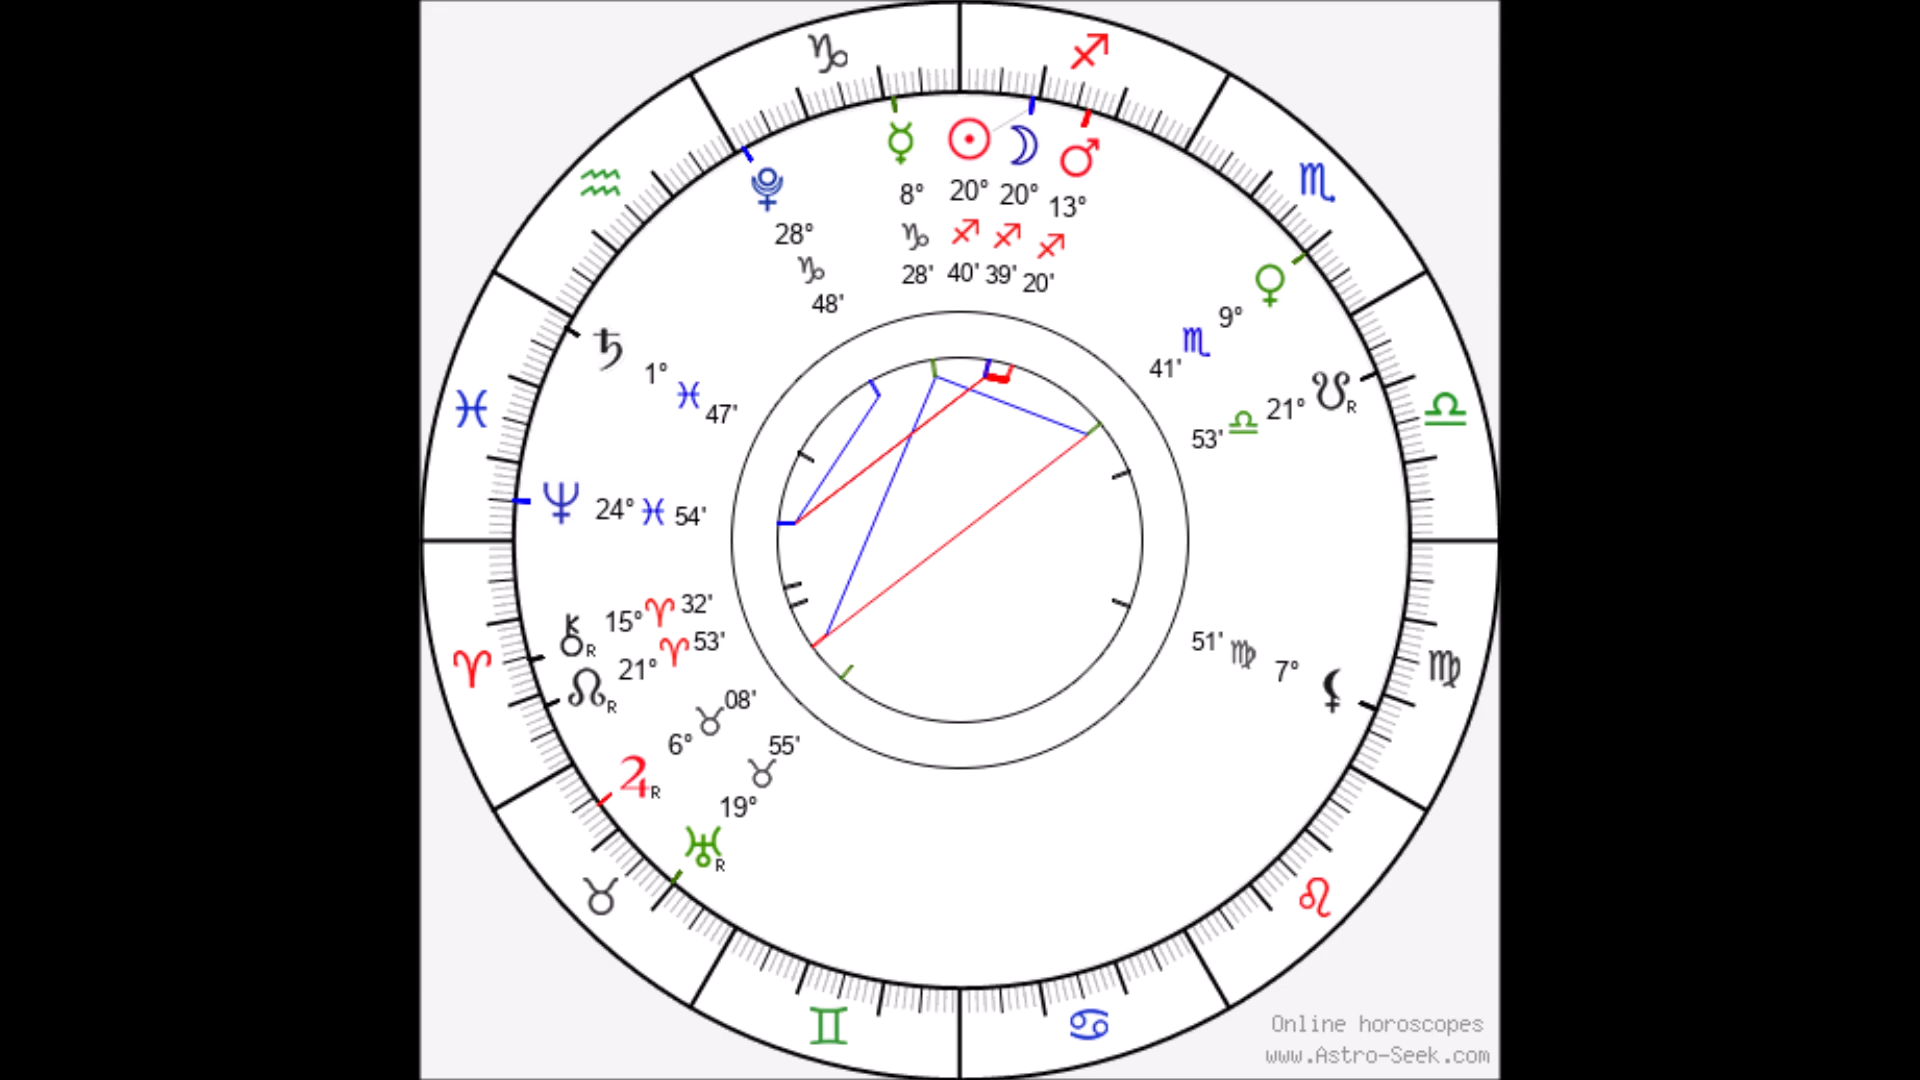 8° 20° 20° 13°
28' 40' 39' 20'
28°
48'
1°
47'
9°
41'
21° R
53'
24° 54'
R 15° 32'
R 21° 53'
R 6° 08'
R 19° 55'
51' 7°
Online horoscopes
www.Astro-Seek.com